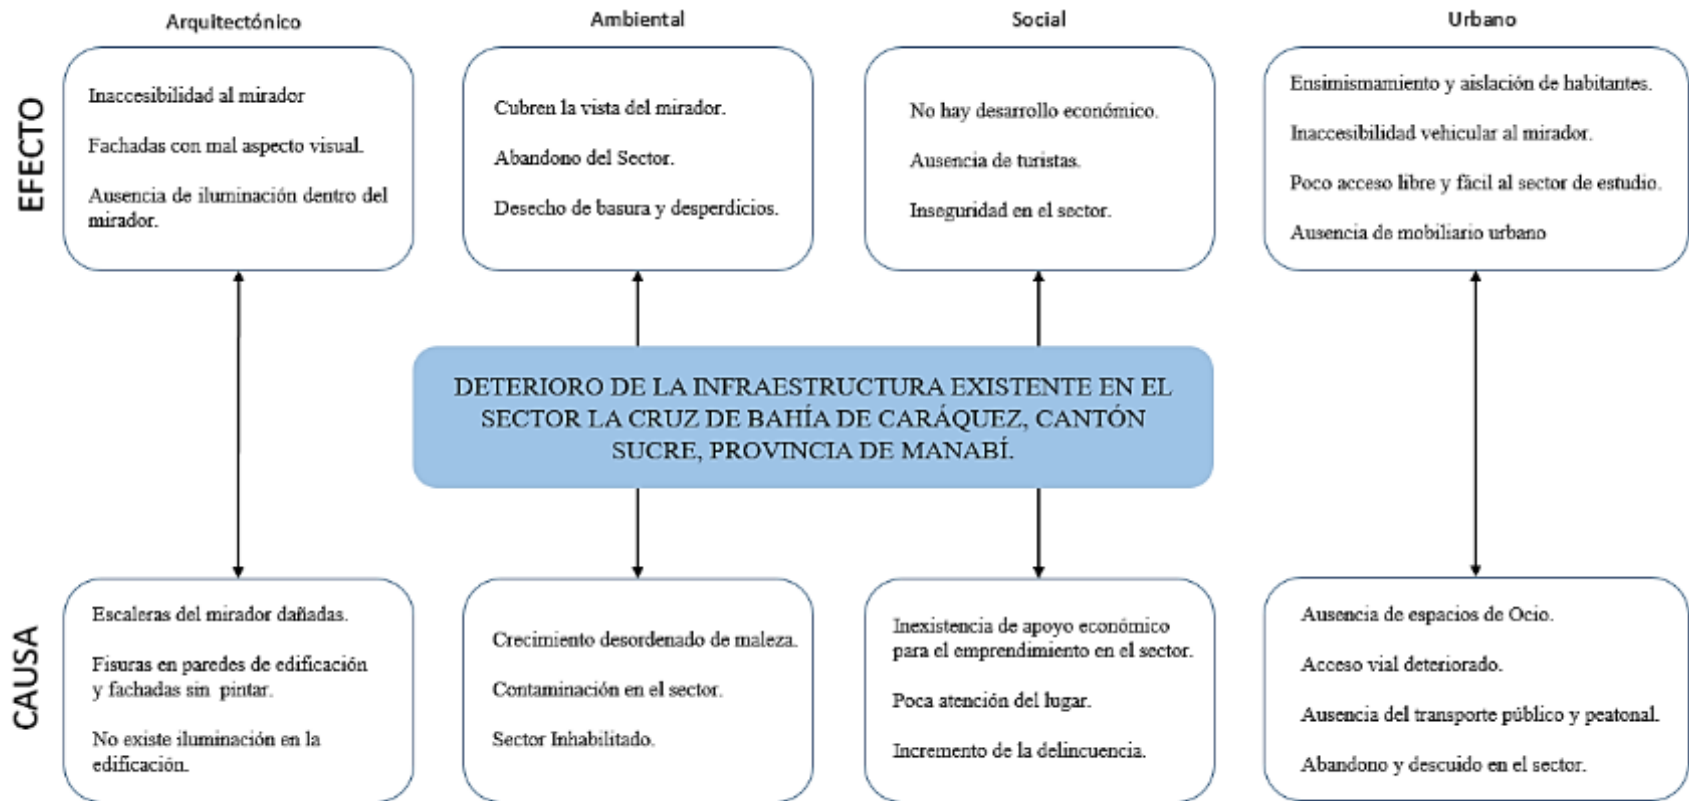 Arquitectónico
Ambiental
Social
Urbano
EFECTO
Inaccesibilidad al mirador
Fachadas con mal aspecto visual.
Ausencia de iluminación dentro del
mirador.
Cubren la vista del mirador.
Abandono del Sector.
Desecho de basura y desperdicios.
No hay desarrollo económico.
Ausencia de turistas.
Inseguridad en el sector.
Ensimismamiento y aislación de habitantes.
Inaccesibilidad vehicular al mirador.
Poco acceso libre y fácil al sector de estudio.
Ausencia de mobiliario urbano
DETERIORO DE LA INFRAESTRUCTURA EXISTENTE EN EL
SECTOR LA CRUZ DE BAHÍA DE CARÁQUEZ, CANTÓN
SUCRE, PROVINCIA DE MANABÍ.
CAUSA
Escaleras del mirador dañadas.
Fisuras en paredes de edificación
y fachadas sin pintar.
No existe iluminación en la
edificación.
Crecimiento desordenado de maleza.
Contaminación en el sector.
Sector Inhabilitado.
Inexistencia de apoyo económico
para el emprendimiento en el sector.
Poca atención del lugar.
Incremento de la delincuencia.
Ausencia de espacios de Ocio.
Acceso vial deteriorado.
Ausencia del transporte público y peatonal.
Abandono y descuido en el sector.